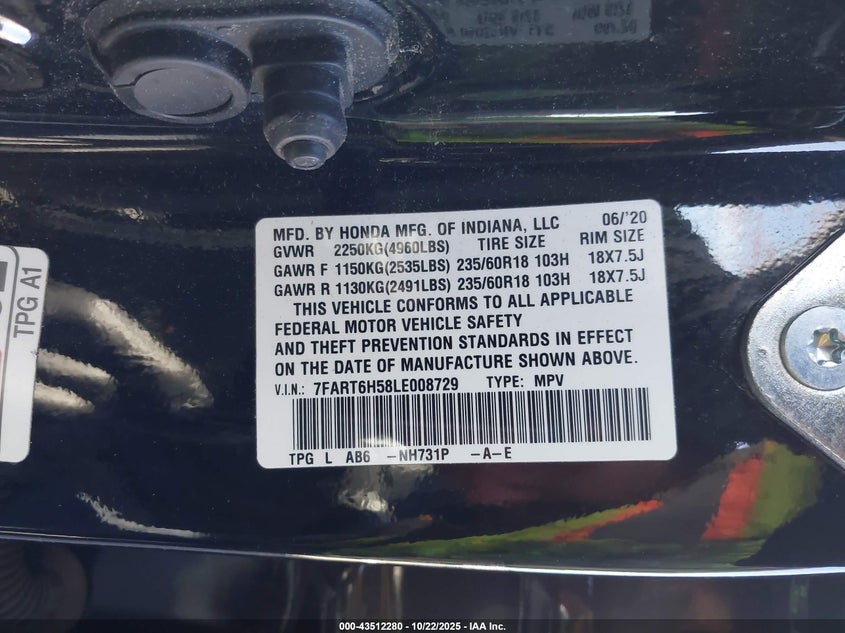 MFD. BY HONDA MFG. OF INDIANA, LLC 06/'20
GVWR 2250KG(4960LBS) TIRE SIZE RIM SIZE
GAWR F 1150KG(2535LBS) 235/60R18 103H 18X7.5J
GAWR R 1130KG(2491LBS) 235/60R18 103H 18X7.5J
THIS VEHICLE CONFORMS TO ALL APPLICABLE
FEDERAL MOTOR VEHICLE SAFETY
AND THEFT PREVENTION STANDARDS IN EFFECT
ON THE DATE OF MANUFACTURE SHOWN ABOVE.
V.I.N.: 7FART6H58LE008729 TYPE: MPV
TPG L AB6 -NH731P -A-E
TPG A1
000-43512280 - 10/22/2025 - IAA Inc.